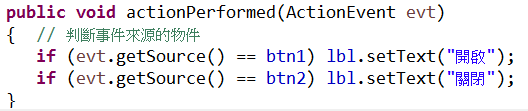 public void actionPerformed(ActionEvent evt)
{  // 判斷事件來源的物件
   if (evt.getSource() == btn1) lbl.setText("開啟");
   if (evt.getSource() == btn2) lbl.setText("關閉");
}